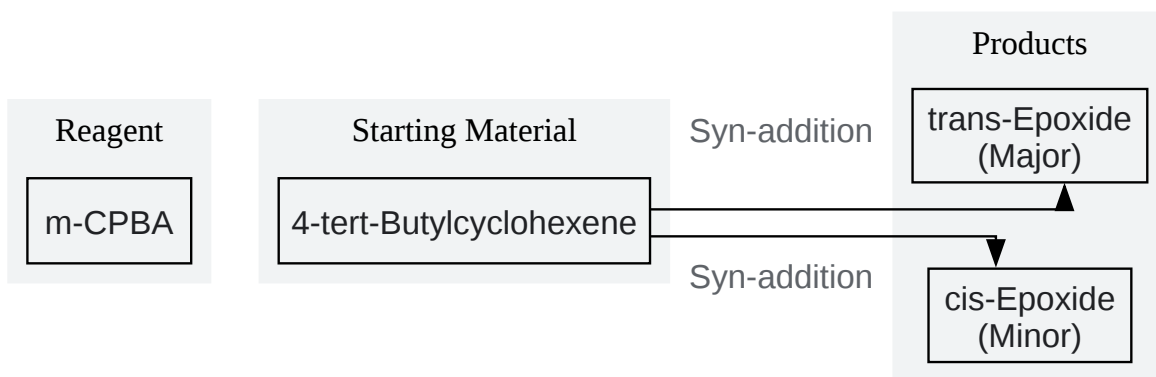 Reagent
m-CPBA
Starting Material
4-tert-Butylcyclohexene
Syn-addition
Syn-addition
Products
trans-Epoxide
(Major)
cis-Epoxide
(Minor)